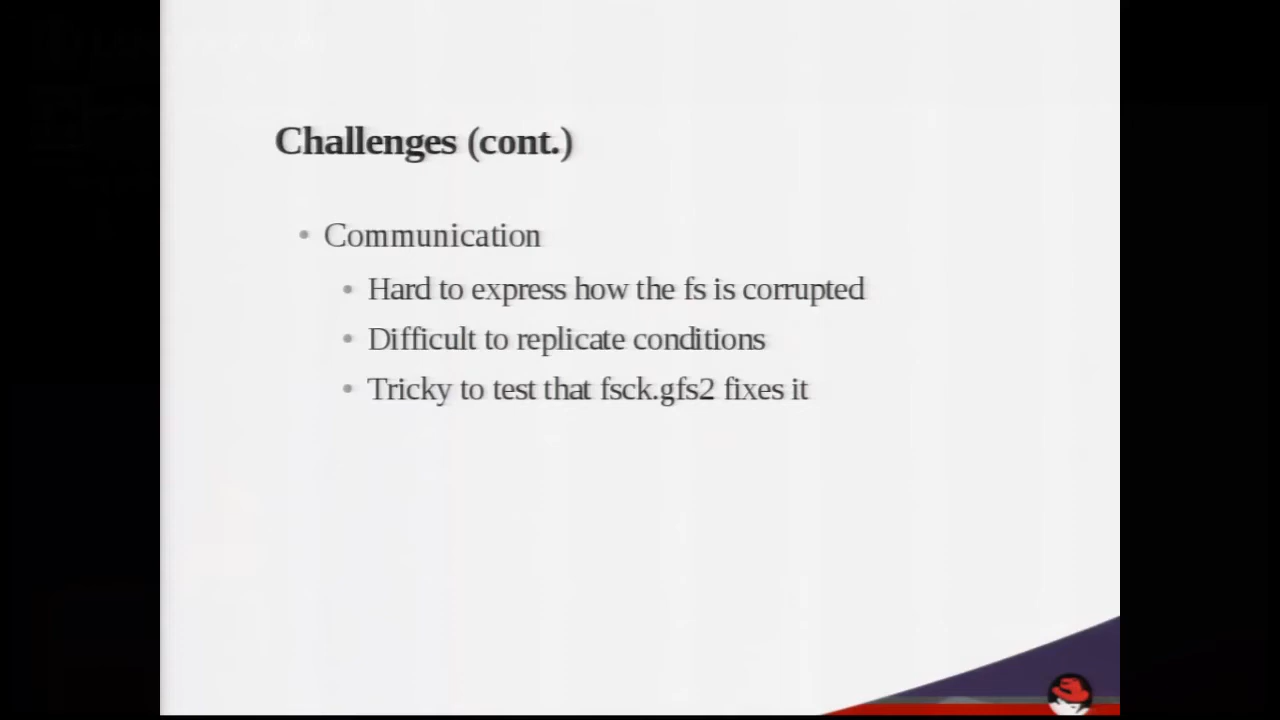 Challenges (cont.)
• Communication
• Hard to express how the fs is corrupted
• Difficult to replicate conditions
• Tricky to test that fsck.gfs2 fixes it